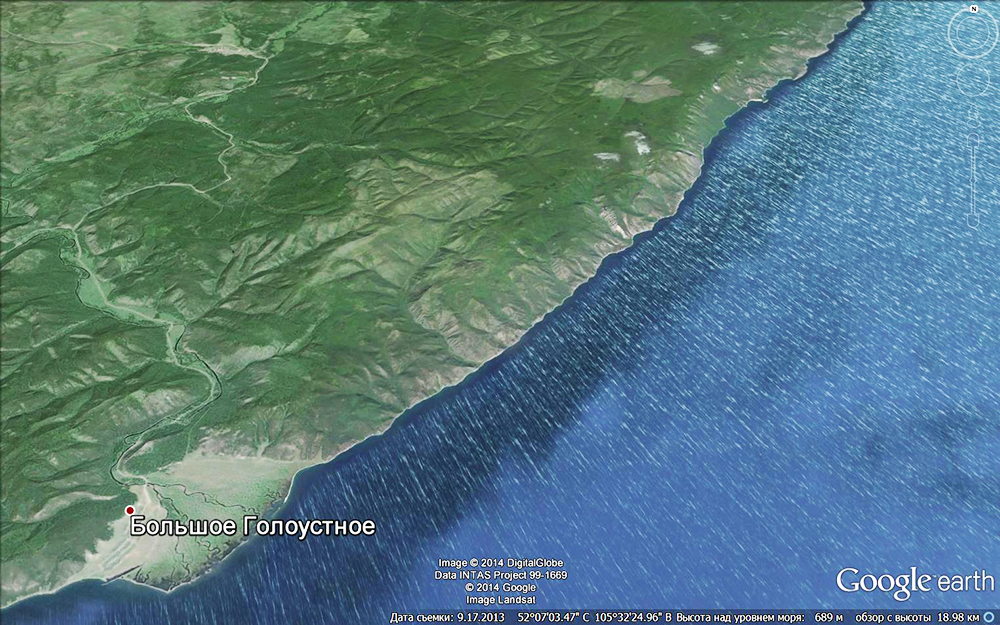 N
Большое Голоустное
Image © 2014 DigitalGlobe
Data INTAS Project 99-1669
© 2014 Google
Image Landsat
Google earth
Дата съемки: 9.17.2013 52°07'03.47" С 105°32'24.96" В Высота над уровнем моря: 689 м обзор с высоты 18.98 км